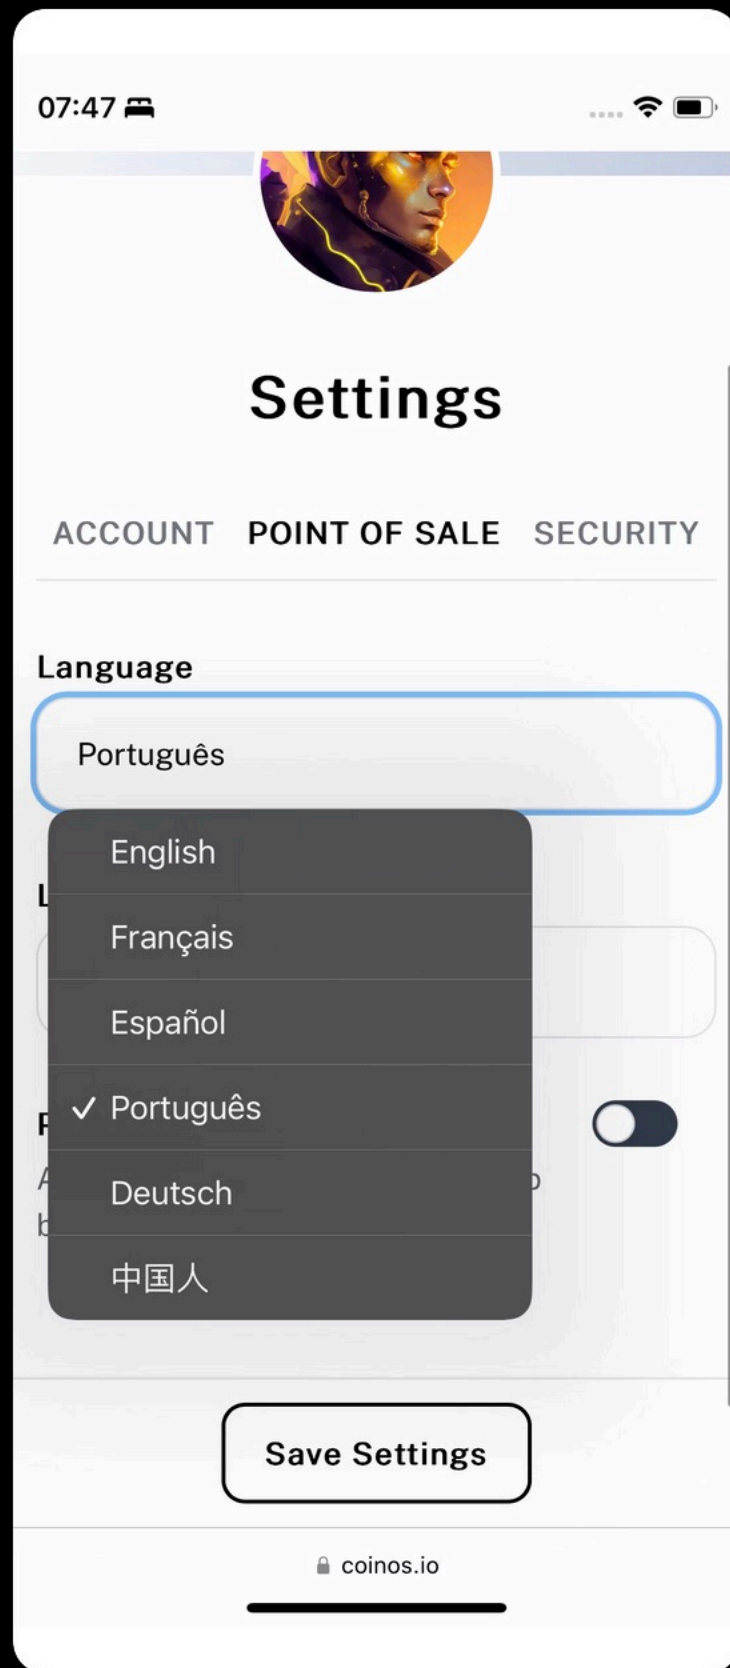 07:47
Settings
ACCOUNT POINT OF SALE SECURITY
Language
Português
English
Français
Español
✓ Português
Deutsch
中国人
Save Settings
coinos.io